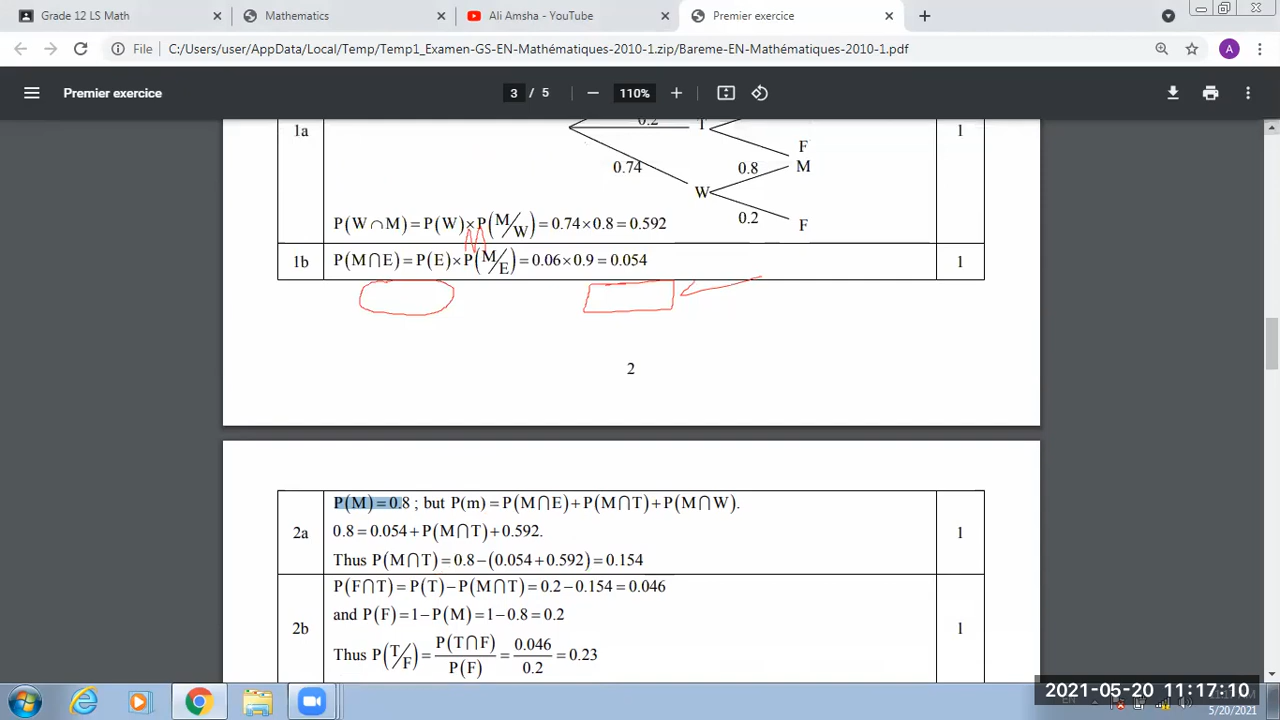 Grade 12 LS Math
Mathematics
Ali Amsha - YouTube
Premier exercice
File
C:/Users/user/AppData/Local/Temp/Temp1_Examen-GS-EN-Mathématiques-2010-1.zip/Bareme-EN-Mathématiques-2010-1.pdf
A
Premier exercice
3 / 5
110%
1a
0.2
T
F
0.74
0.8
M
W
0.2
F
P(W∩M) = P(W)×P(M/W) = 0.74×0.8 = 0.592
1
M
1b
P(M∩E) = P(E)×P(M/E) = 0.06×0.9 = 0.054
1
2
2a
P(M) = 0.8 ; but P(m) = P(M∩E)+P(M∩T)+P(M∩W).
0.8 = 0.054+P(M∩T)+0.592.
Thus P(M∩T) = 0.8−(0.054+0.592) = 0.154
1
2b
P(F∩T) = P(T)−P(M∩T) = 0.2−0.154 = 0.046
and P(F) = 1−P(M) = 1−0.8 = 0.2
Thus P(T/F) = P(T∩F)/P(F) = 0.046/0.2 = 0.23
1
2021-05-20 11:17:10
5/20/2021